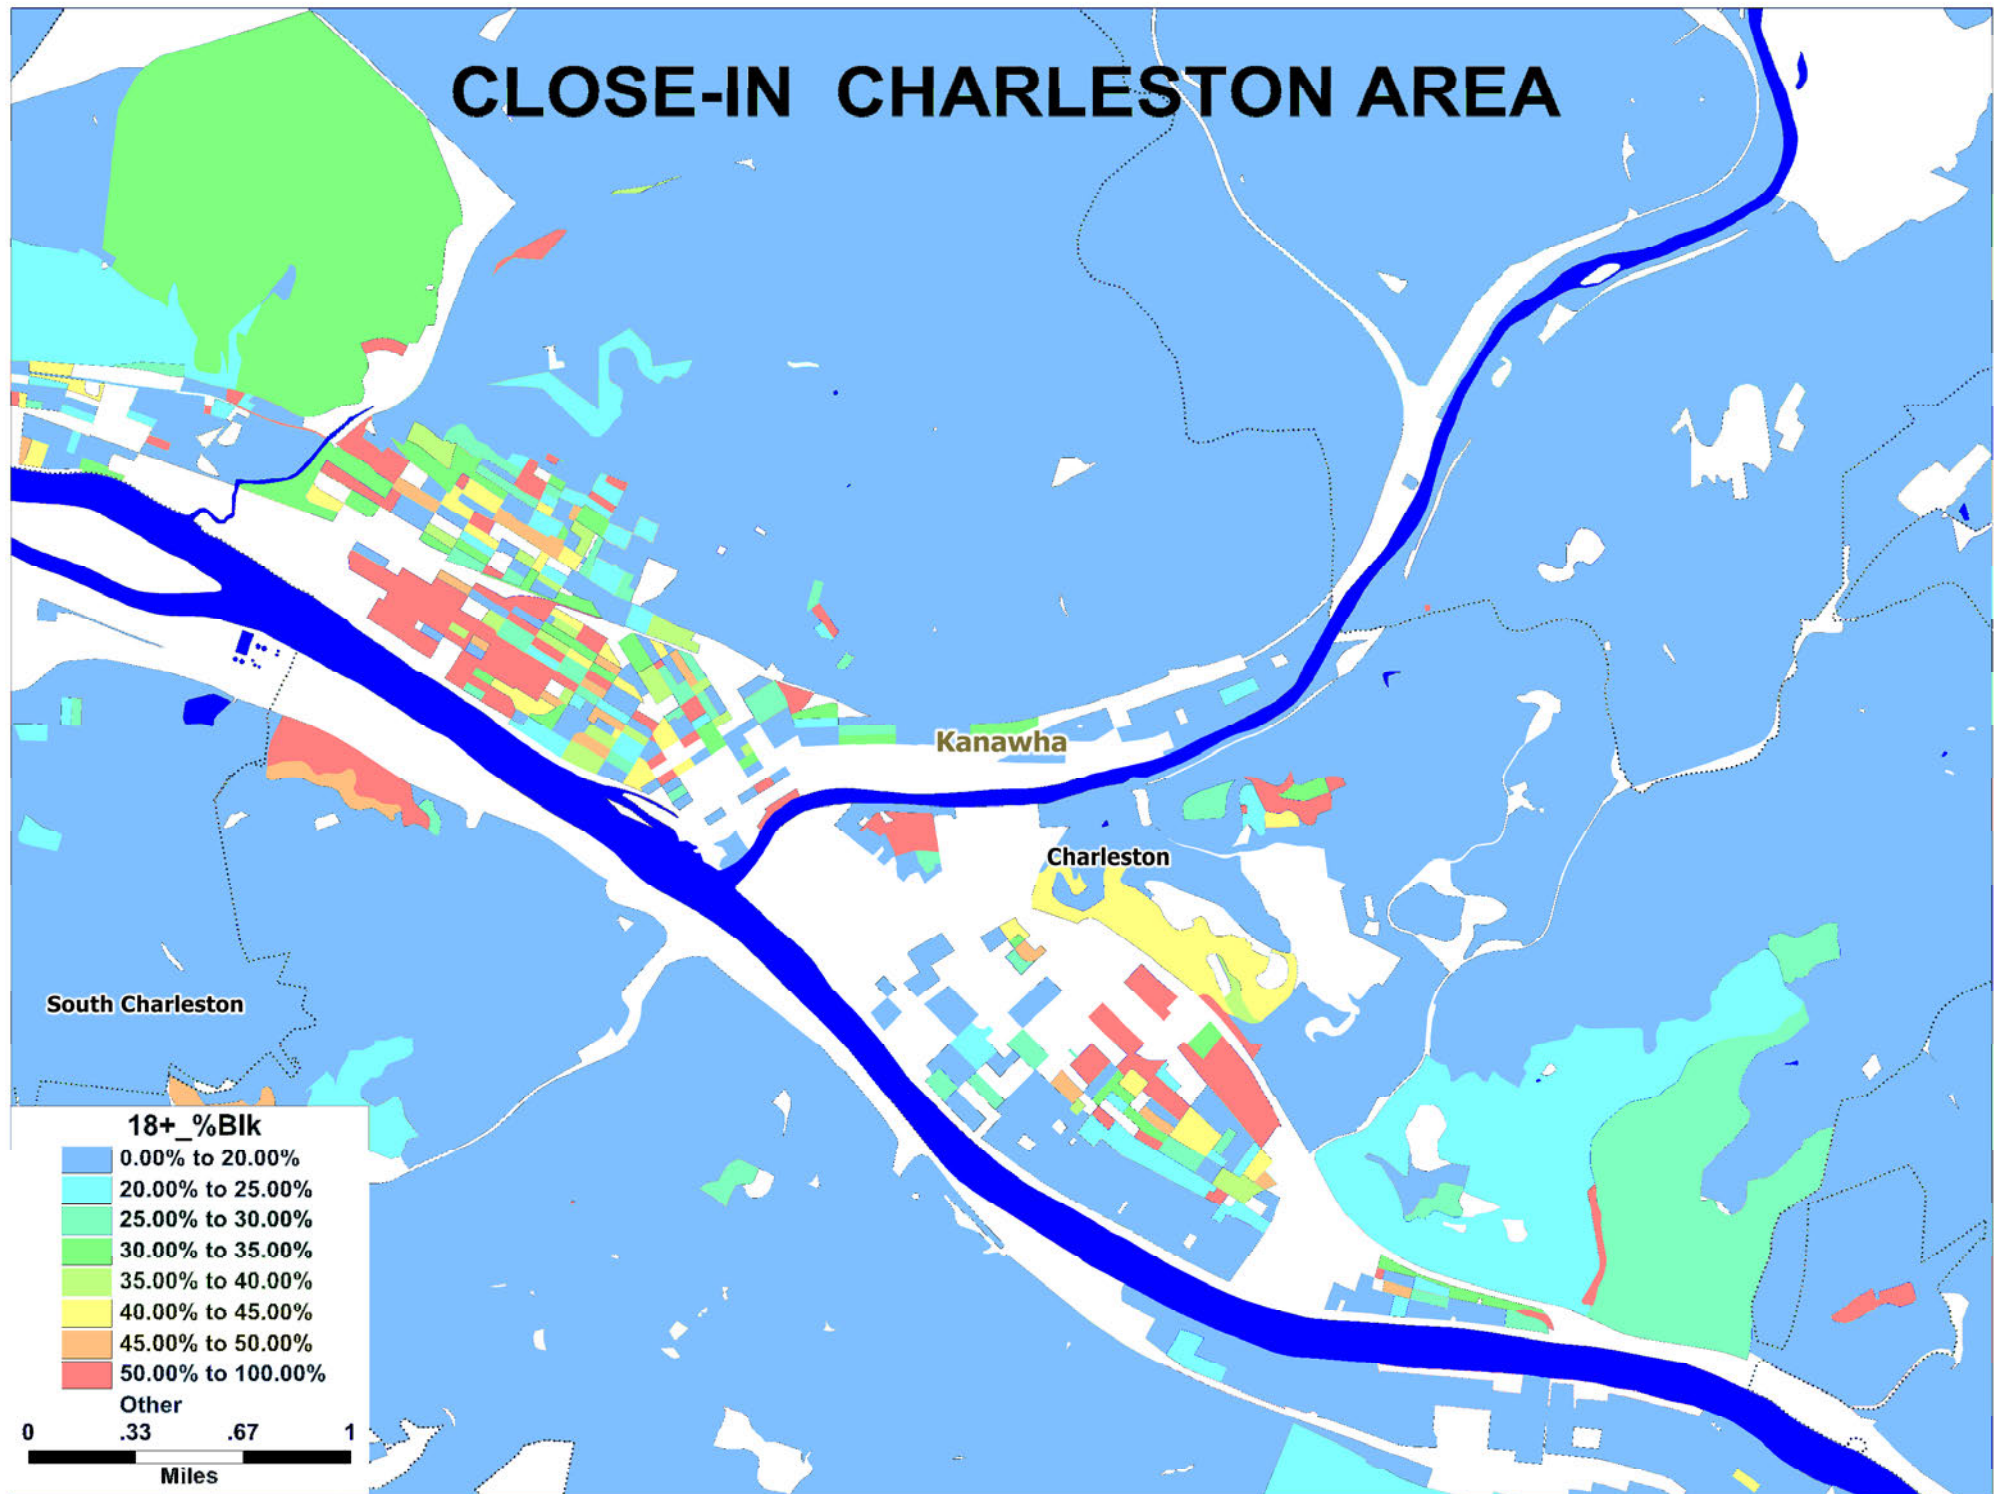 CLOSE-IN CHARLESTON AREA
Kanawha
Charleston
South Charleston
18+_%Blk
0.00% to 20.00%
20.00% to 25.00%
25.00% to 30.00%
30.00% to 35.00%
35.00% to 40.00%
40.00% to 45.00%
45.00% to 50.00%
50.00% to 100.00%
Other
0 .33 .67 1
Miles